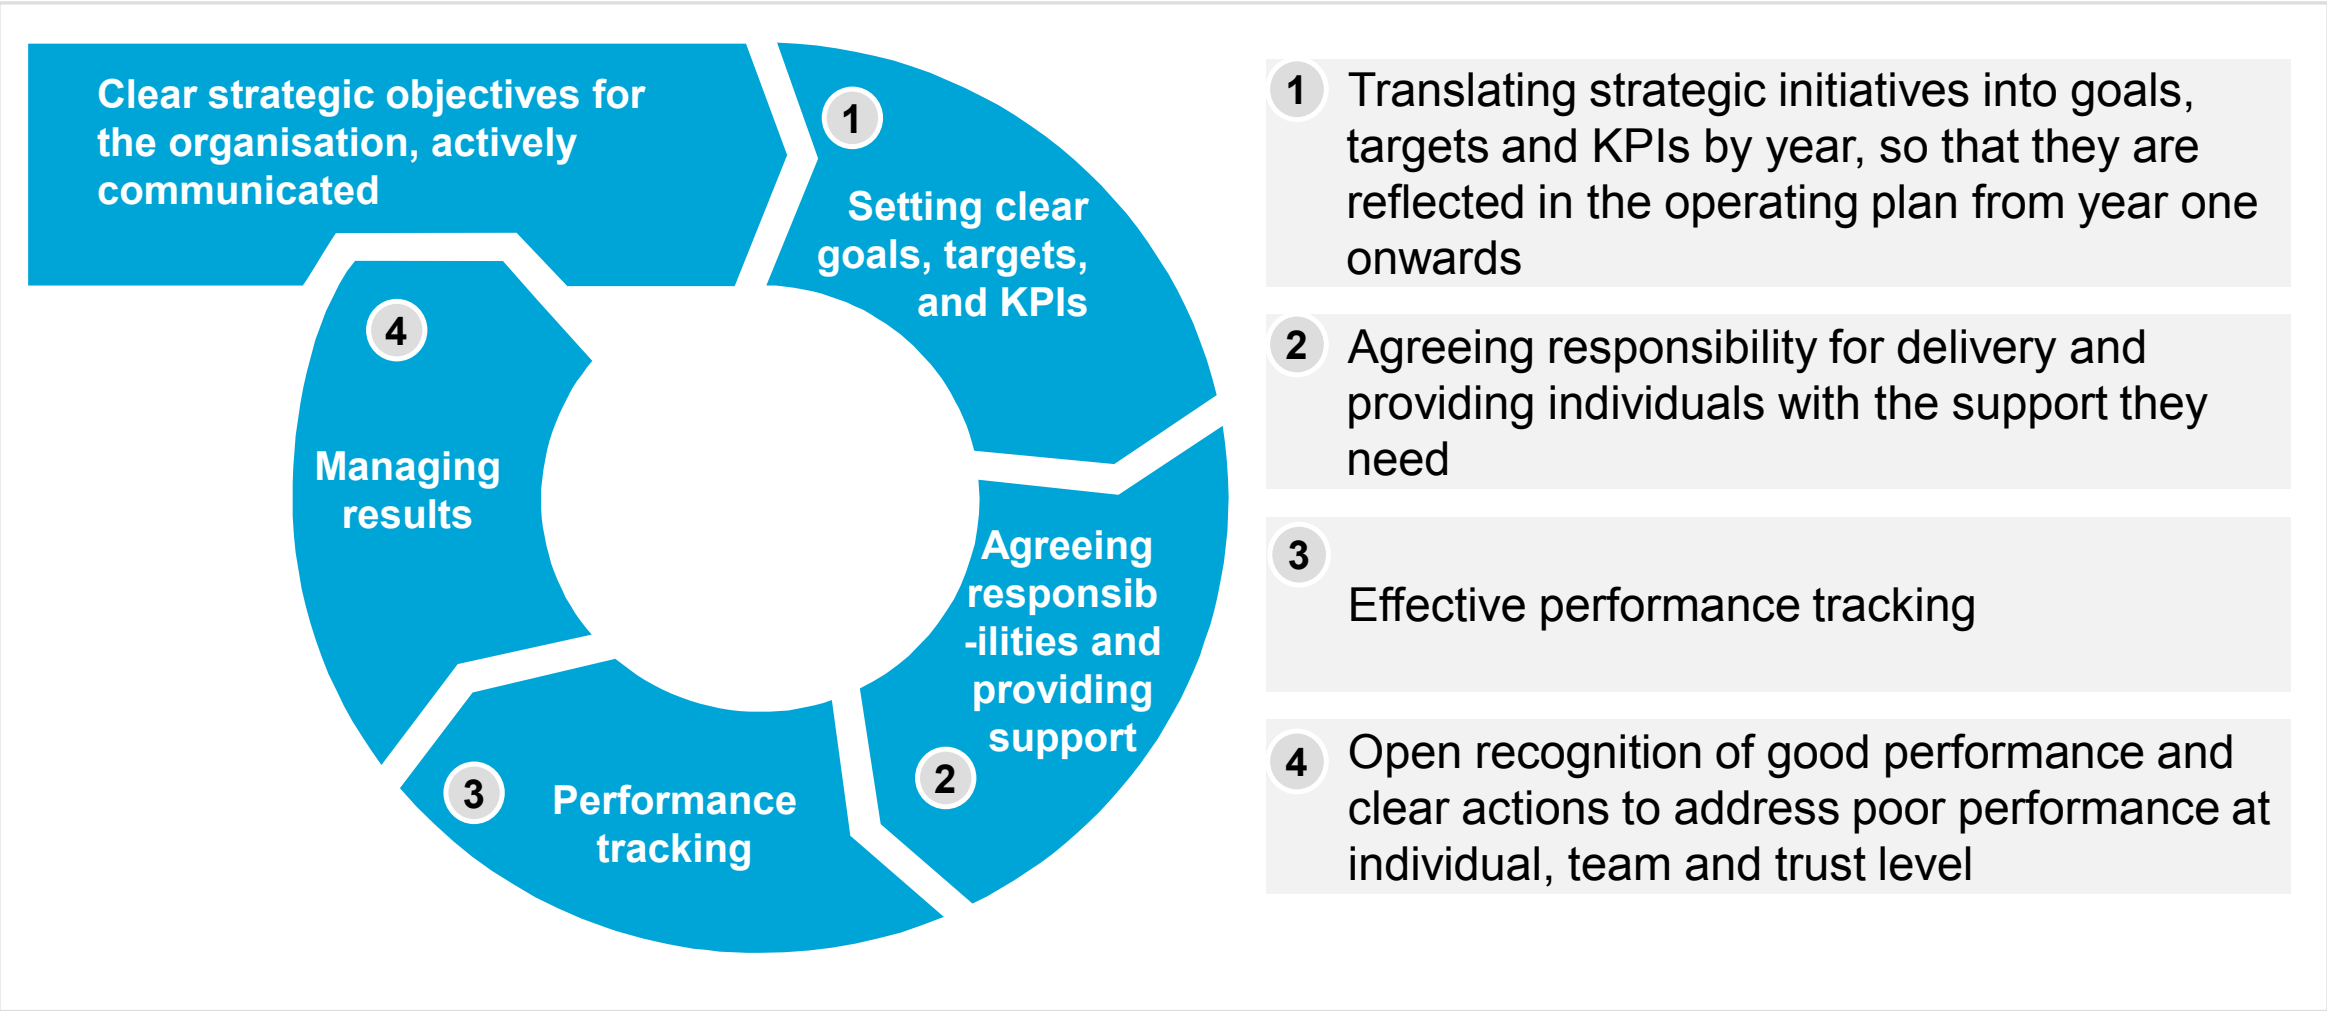 Clear strategic objectives for
the organisation, actively
communicated
1
Setting clear
goals, targets,
and KPIs
Agreeing
responsib
-ilities and
providing
support
2
3
Performance
tracking
4
Managing
results
1
Translating strategic initiatives into goals,
targets and KPIs by year, so that they are
reflected in the operating plan from year one
onwards
2
Agreeing responsibility for delivery and
providing individuals with the support they
need
3
Effective performance tracking
4
Open recognition of good performance and
clear actions to address poor performance at
individual, team and trust level